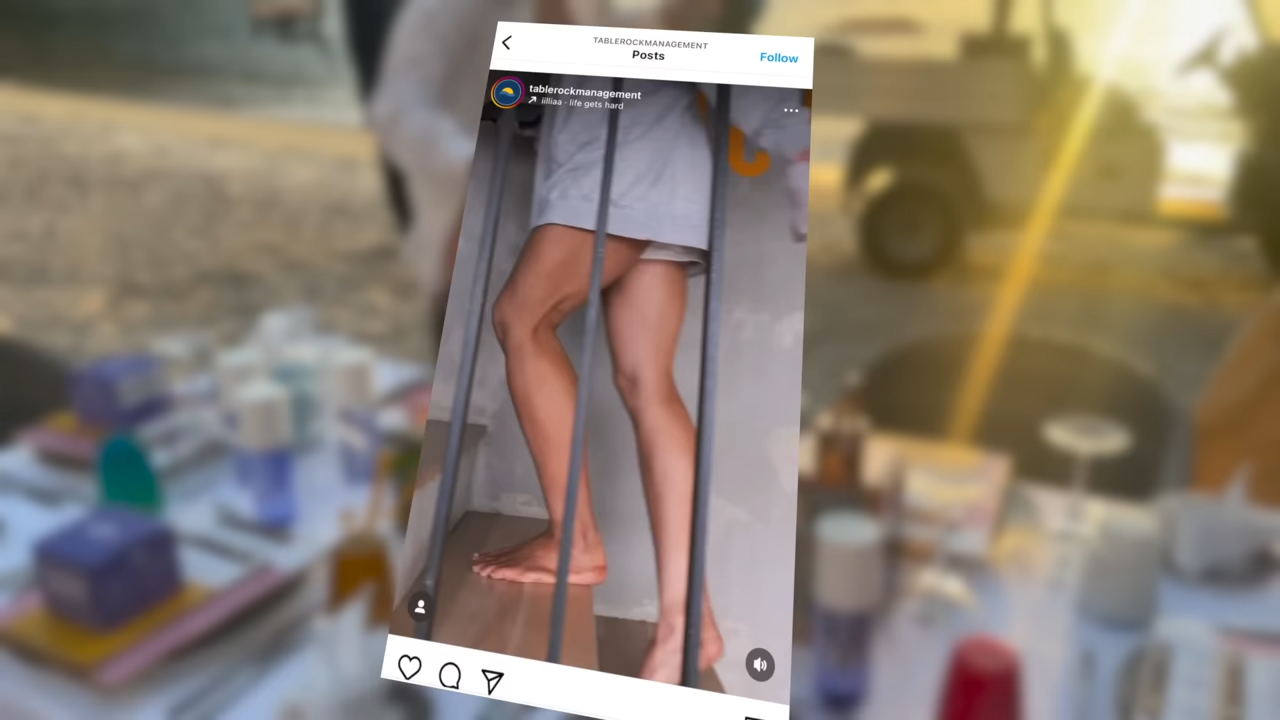 TABLEROCKMANAGEMENT
Posts
Follow
tablerockmanagement
lilliaa · life gets hard